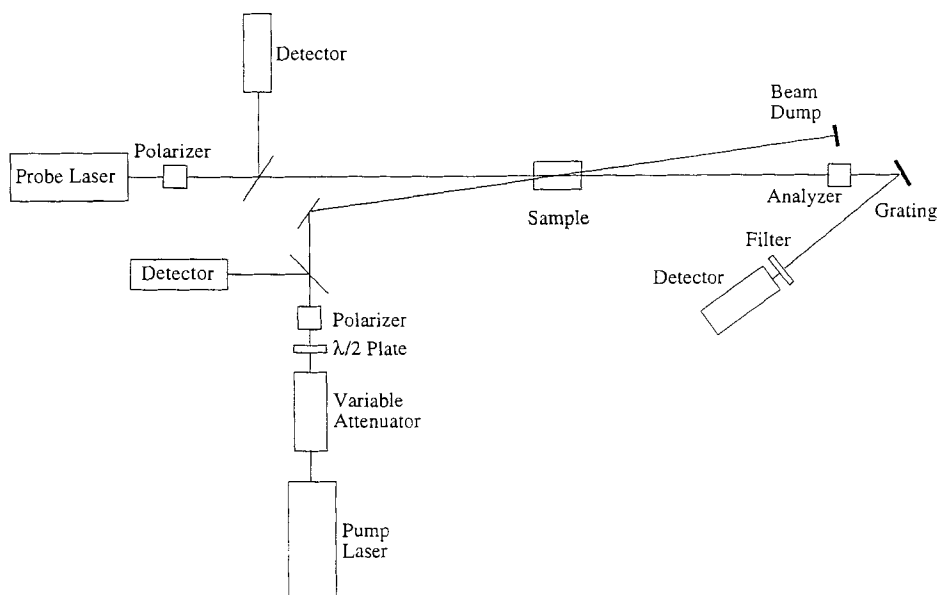 Detector
Beam
Dump
Polarizer
Probe Laser
Sample
Analyzer
Grating
Filter
Detector
Detector
Polarizer
λ/2 Plate
Variable
Attenuator
Pump
Laser